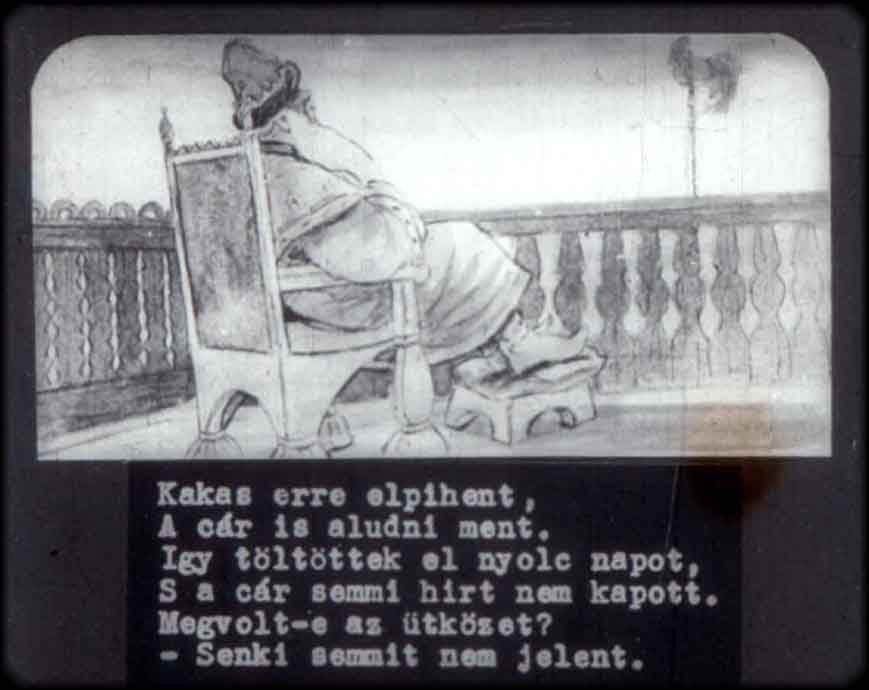 Kakas erre elpihent,
A cár is aludni ment.
Igy töltöttek el nyolc napot,
S a cár semmi hirt nem kapott.
Megvolt-e az ütközet?
- Senki semmit nem jelent.